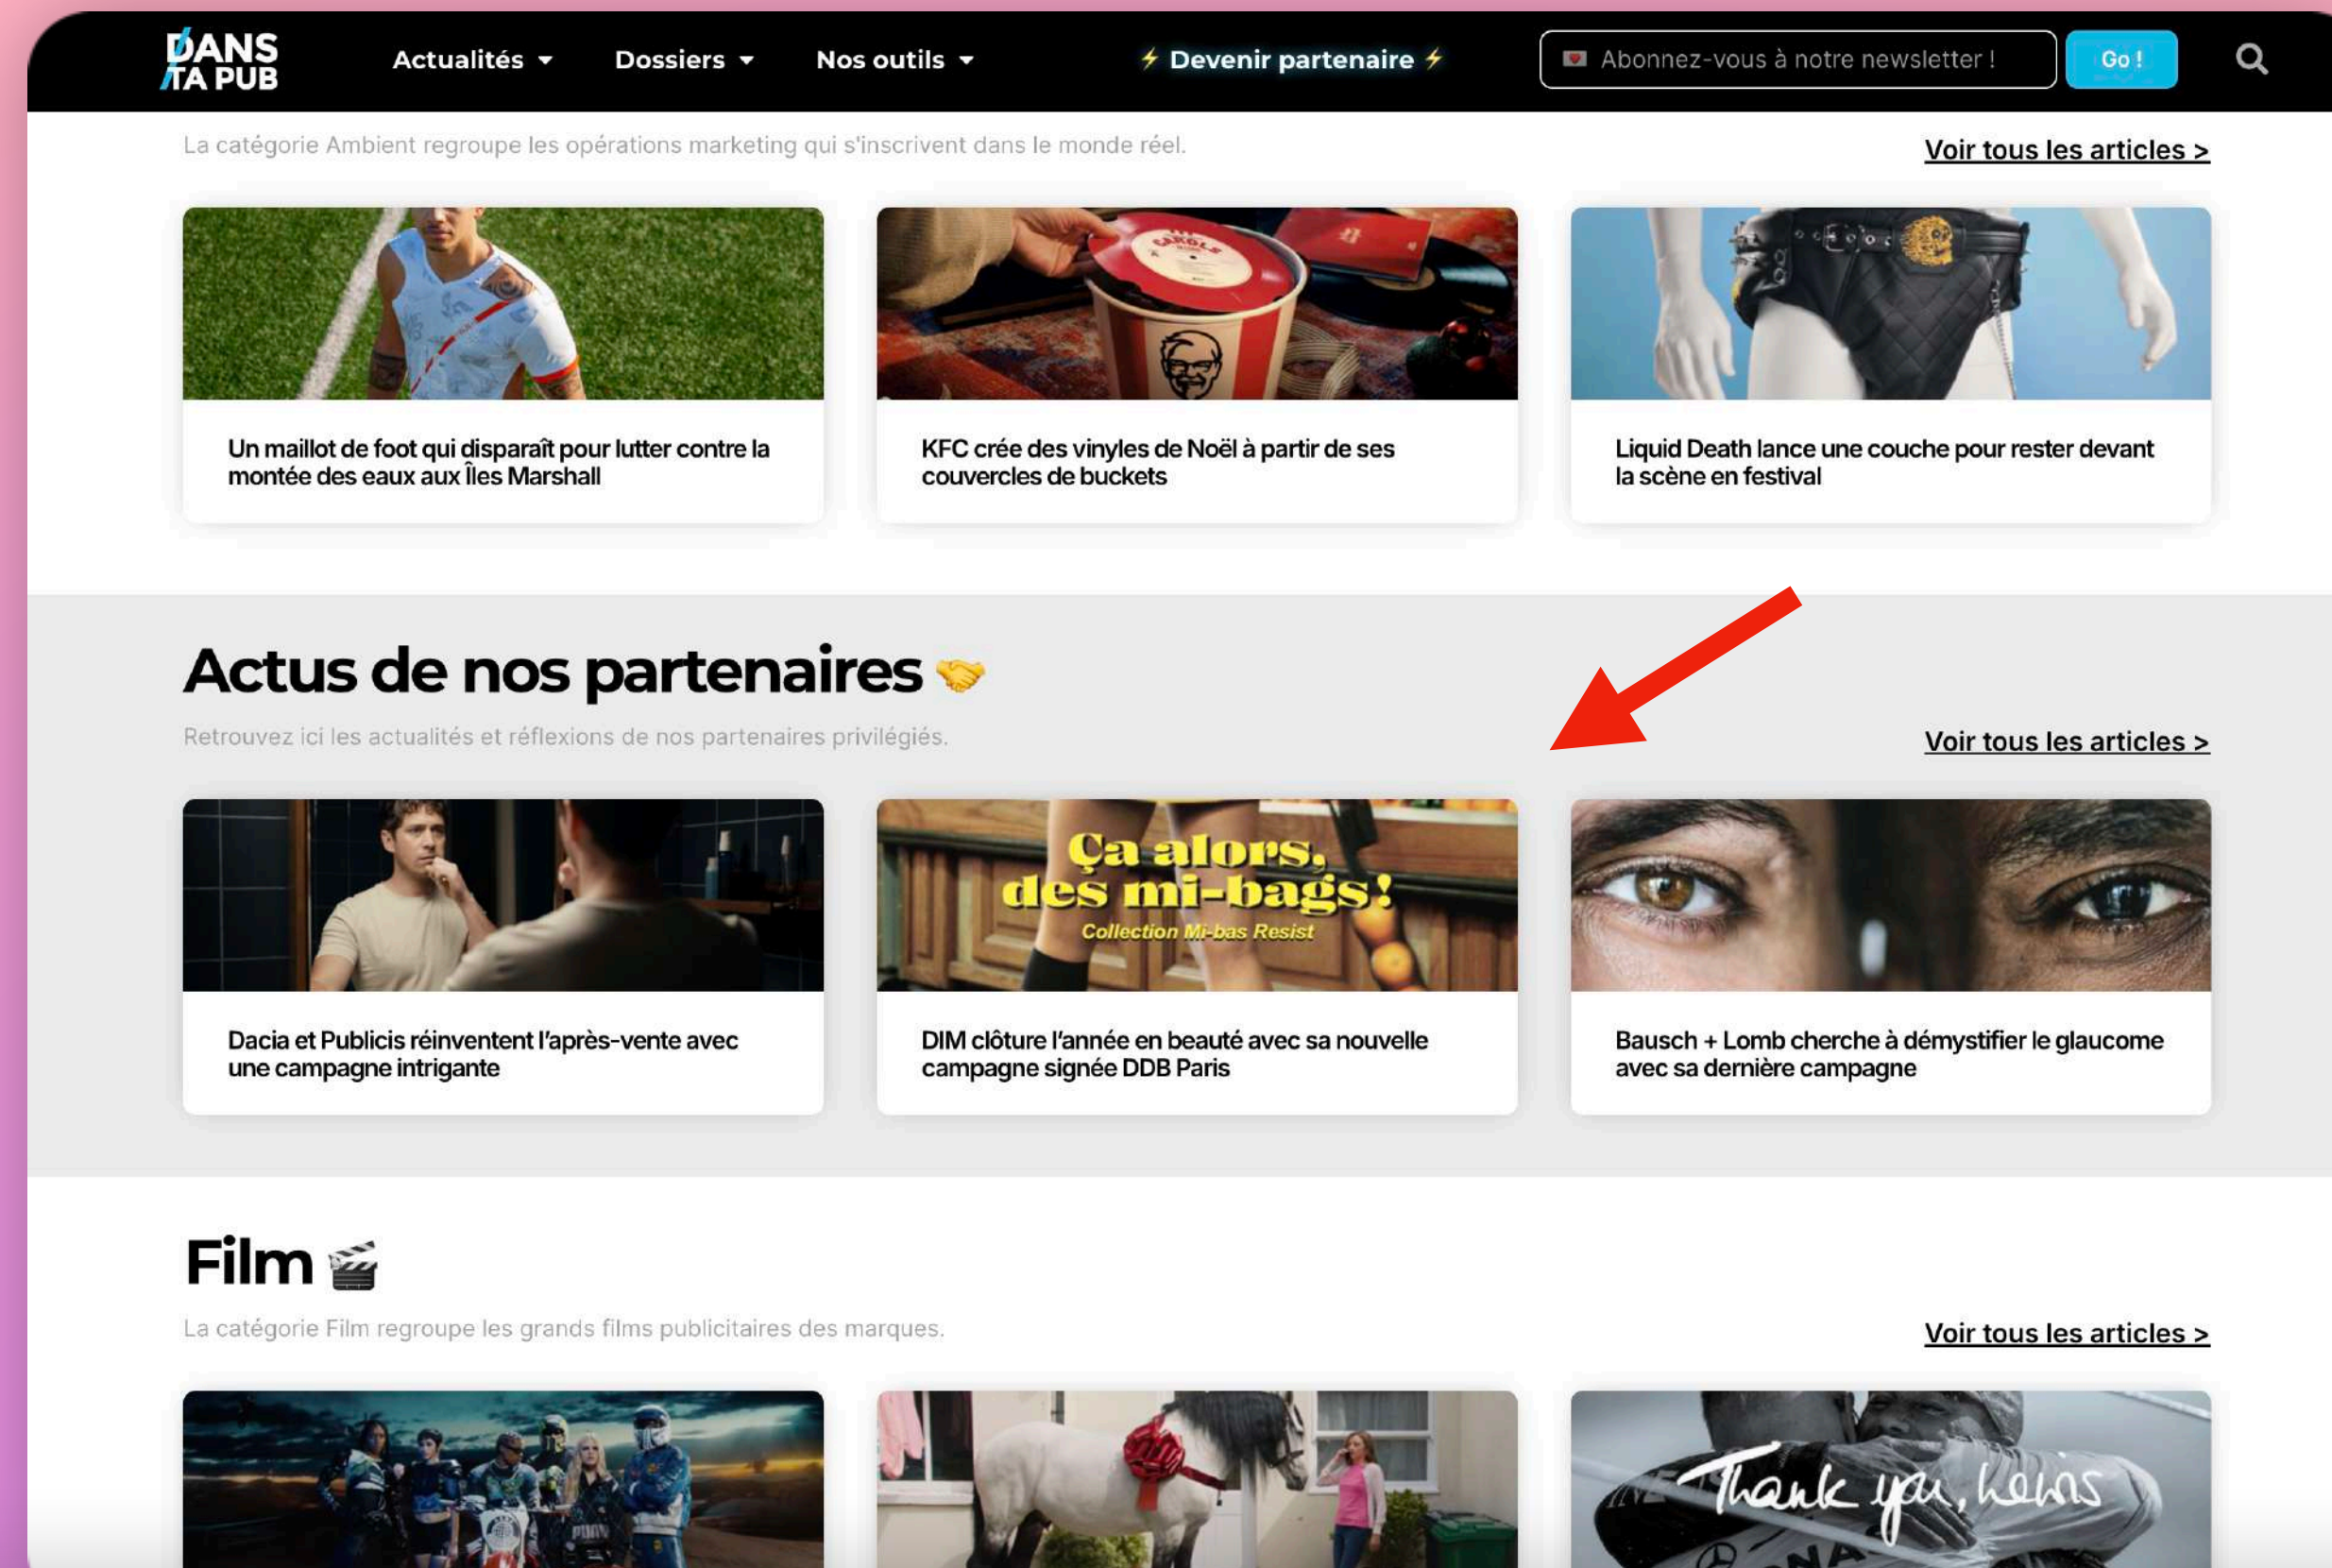 DANS
TA PUB
Actualités
Dossiers
Nos outils
⚡ Devenir partenaire ⚡
Abonnez-vous à notre newsletter !
Go !
La catégorie Ambient regroupe les opérations marketing qui s'inscrivent dans le monde réel.
Voir tous les articles >
CAROLS
Un maillot de foot qui disparaît pour lutter contre la
montée des eaux aux Îles Marshall
KFC crée des vinyles de Noël à partir de ses
couvercles de buckets
Liquid Death lance une couche pour rester devant
la scène en festival
Actus de nos partenaires 🤝
Retrouvez ici les actualités et réflexions de nos partenaires privilégiés.
Voir tous les articles >
Ça alors,
des mi-bags!
Collection Mi-bas Resist
Dacia et Publicis réinventent l'après-vente avec
une campagne intrigante
DIM clôture l'année en beauté avec sa nouvelle
campagne signée DDB Paris
Bausch + Lomb cherche à démystifier le glaucome
avec sa dernière campagne
Film 🎬
La catégorie Film regroupe les grands films publicitaires des marques.
Voir tous les articles >
Thank you, Lewis